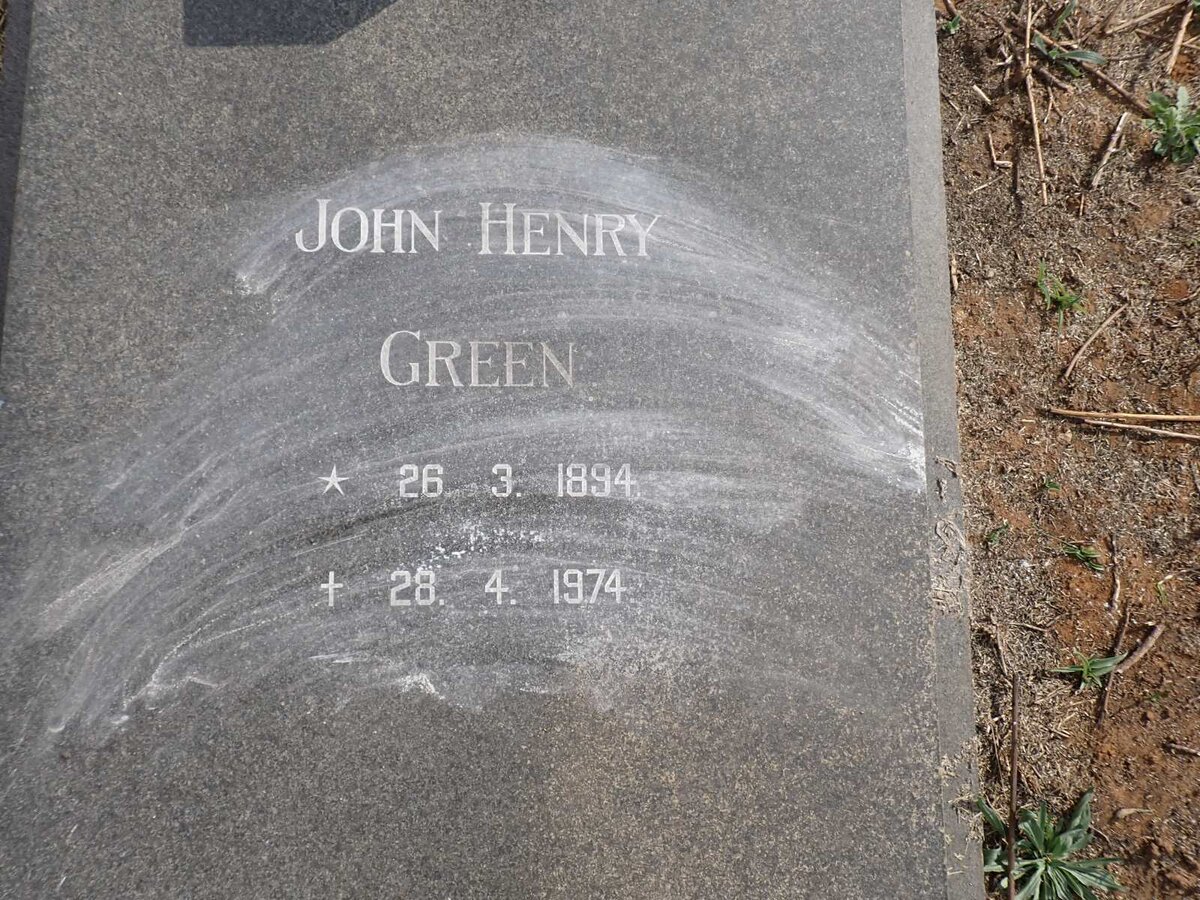 JOHN HENRY
GREEN
★ 26. 3. 1894.
✝ 28. 4. 1974.